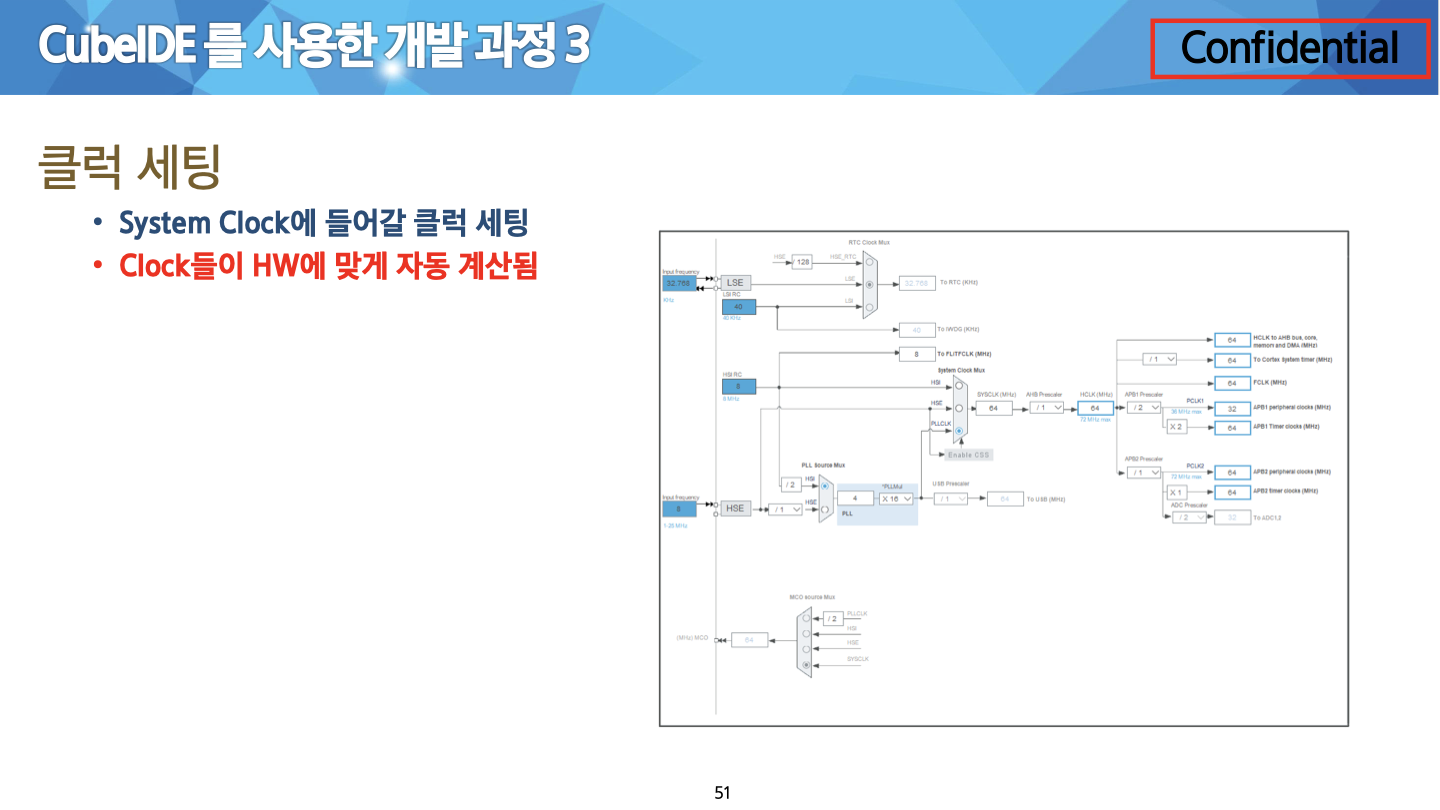 CubeIDE 를 사용한 개발 과정 3
Confidential
클럭 세팅
• System Clock에 들어갈 클럭 세팅
• Clock들이 HW에 맞게 자동 계산됨
RTC Clock Mux
HSE
/ 128
HSE_RTC
Input frequency
32.768
LSE
LSE
32.768
To RTC (KHz)
KHz
LSI RC
40
LSI
40 KHz
40
To IWDG (KHz)
8
To FLITFCLK (MHz)
HCLK to AHB bus, core,
memory and DMA (MHz)
64
/ 1
64
To Cortex System timer (MHz)
System Clock Mux
HSI RC
8
HSI
8 MHz
64
FCLK (MHz)
SYSCLK (MHz)
AHB Prescaler
HCLK (MHz)
APB1 Prescaler
HSE
64
/ 1
64
72 MHz max
/ 2
PCLK1
36 MHz max
32
APB1 peripheral clocks (MHz)
PLLCLK
X 2
64
APB1 Timer clocks (MHz)
Enable CSS
APB2 Prescaler
PLL Source Mux
/ 1
PCLK2
72 MHz max
64
APB2 peripheral clocks (MHz)
/ 2
HSI
*PLLMul
USB Prescaler
4
X 16
/ 1
64
To USB (MHz)
X 1
64
APB2 timer clocks (MHz)
Input frequency
8
HSE
/ 1
HSE
PLL
ADC Prescaler
/ 2
32
To ADC1,2
1-25 MHz
MCO source Mux
PLLCLK
/ 2
HSI
(MHz) MCO
64
HSE
SYSCLK
51